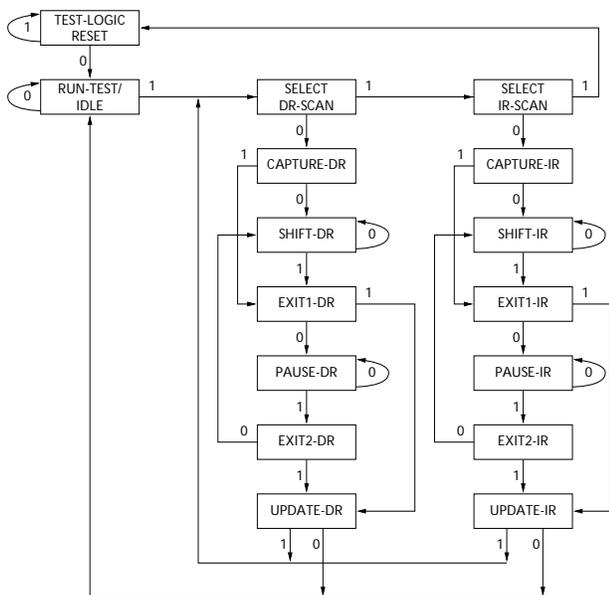 TEST-LOGIC
RESET
1
0
RUN-TEST/
IDLE
0
1
SELECT
DR-SCAN
1
SELECT
IR-SCAN
1
0
0
1
CAPTURE-DR
1
CAPTURE-IR
0
0
SHIFT-DR
0
SHIFT-IR
0
1
1
EXIT1-DR
1
EXIT1-IR
1
0
0
PAUSE-DR
0
PAUSE-IR
0
1
1
0
EXIT2-DR
0
EXIT2-IR
1
1
UPDATE-DR
UPDATE-IR
1
0
1
0